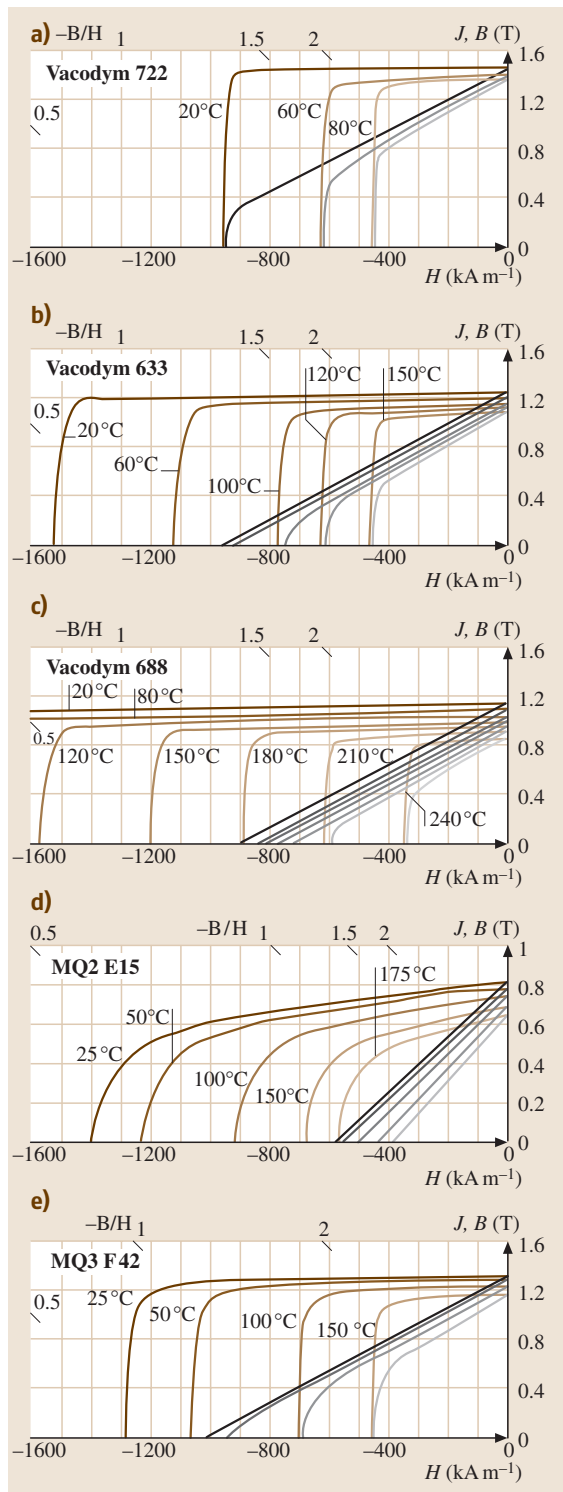 a) –B/H 1 1.5 2 J, B (T)
Vacodym 722
1.6
20°C 60°C
80°C
1.2
0.5
0.8
0.4
0
–1600 –1200 –800 –400 0
H (kA m⁻¹)
b) –B/H 1 1.5 2 J, B (T)
Vacodym 633
1.6
120°C 150°C
1.2
0.5
20°C
60°C
100°C
0.8
0.4
0
–1600 –1200 –800 –400 0
H (kA m⁻¹)
c) –B/H 1 1.5 2 J, B (T)
Vacodym 688
1.6
20°C 80°C
1.2
0.5
120°C 150°C 180°C 210°C
0.8
0.4
240°C
0
–1600 –1200 –800 –400 0
H (kA m⁻¹)
d)
0.5 –B/H 1 1.5 2 J, B (T)
MQ2 E15
1
175°C
0.8
50°C
0.6
25°C
100°C
0.4
150°C
0.2
0
–1600 –1200 –800 –400 0
H (kA m⁻¹)
e)
–B/H 1 2 J, B (T)
MQ3 F42
1.6
25°C 50°C 100°C 150°C
1.2
0.5
0.8
0.4
0
–1600 –1200 –800 –400 0
H (kA m⁻¹)